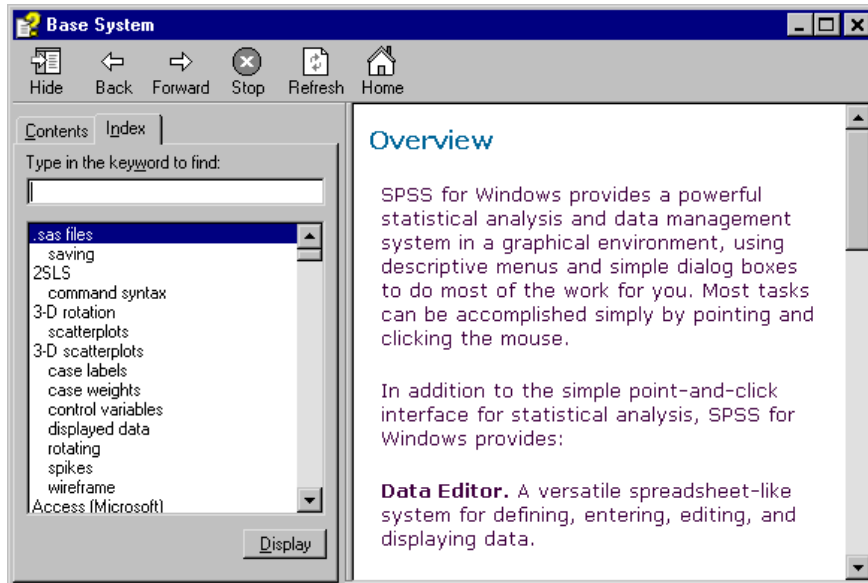 Base System
Hide Back Forward Stop Refresh Home
Contents Index
Type in the keyword to find:
.sas files
saving
2SLS
command syntax
3-D rotation
scatterplots
3-D scatterplots
case labels
case weights
control variables
displayed data
rotating
spikes
wireframe
Access (Microsoft)
Display
Overview
SPSS for Windows provides a powerful
statistical analysis and data management
system in a graphical environment, using
descriptive menus and simple dialog boxes
to do most of the work for you. Most tasks
can be accomplished simply by pointing and
clicking the mouse.
In addition to the simple point-and-click
interface for statistical analysis, SPSS for
Windows provides:
Data Editor. A versatile spreadsheet-like
system for defining, entering, editing, and
displaying data.